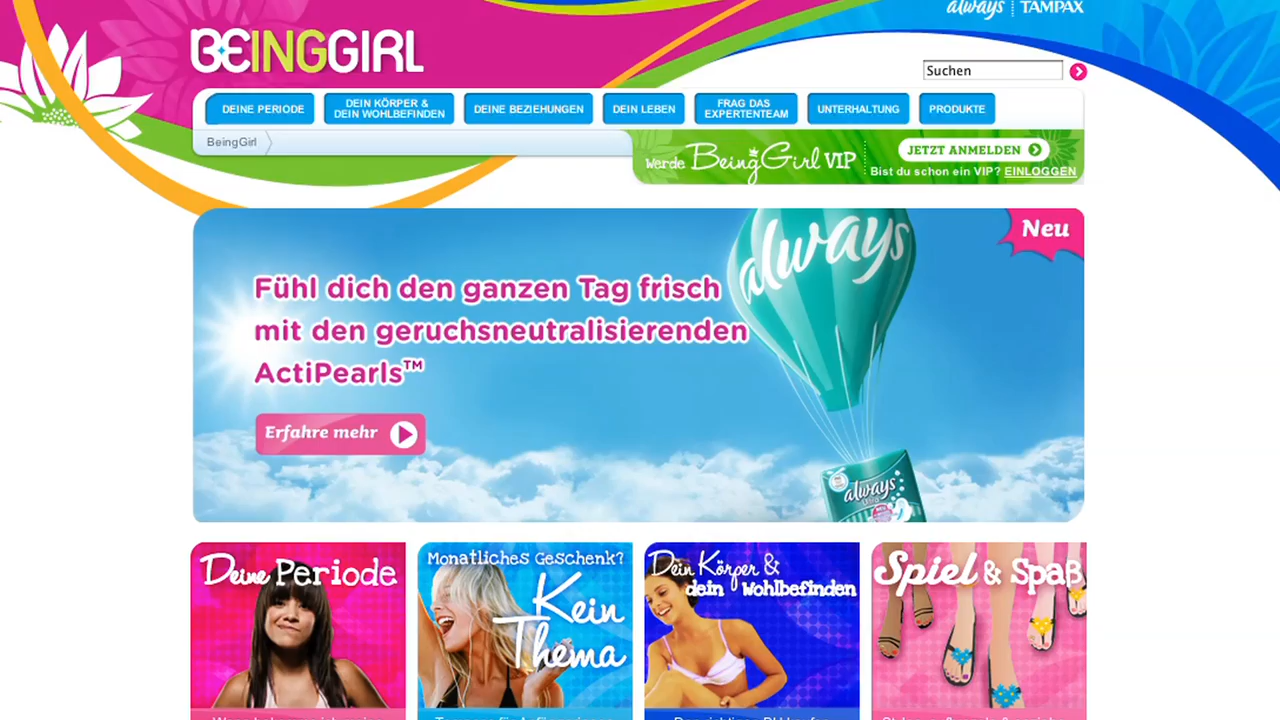 always TAMPAX
BEINGGIRL
Suchen
DEINE PERIODE
DEIN KÖRPER &
DEIN WOHLBEFINDEN
DEINE BEZIEHUNGEN
DEIN LEBEN
FRAG DAS
EXPERTENTEAM
UNTERHALTUNG
PRODUKTE
BeingGirl
Werde BeingGirl VIP
JETZT ANMELDEN
Bist du schon ein VIP? EINLOGGEN
Neu
always
Fühl dich den ganzen Tag frisch
mit den geruchsneutralisierenden
ActiPearls™
Erfahre mehr
always
Deine Periode
Monatliches Geschenk?
Kein
Thema
Dein Körper &
dein Wohlbefinden
Spiel & Spaß